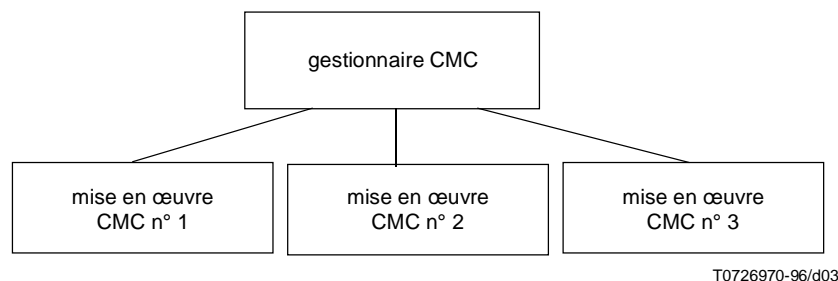 gestionnaire CMC
mise en œuvre
CMC n° 1
mise en œuvre
CMC n° 2
mise en œuvre
CMC n° 3
T0726970-96/d03